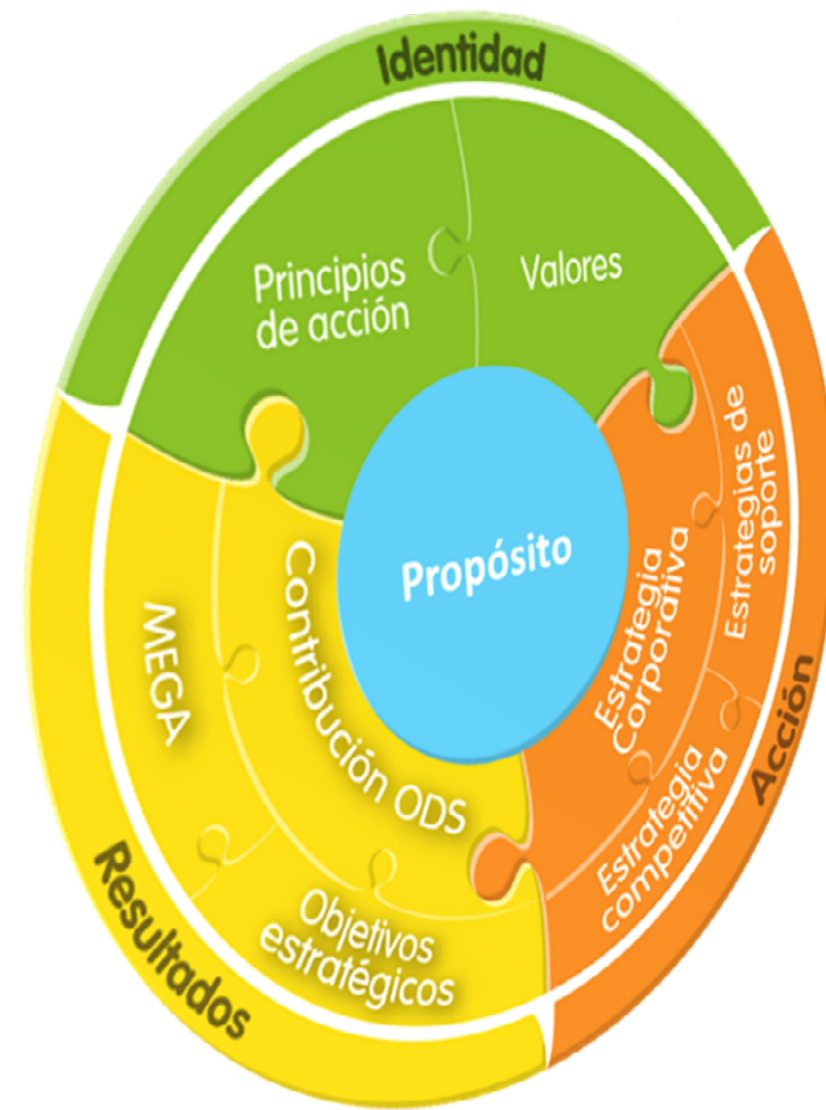 Identidad
Principios
de acción
Valores
Propósito
Estrategia
Corporativa
Estrategias de
soporte
Estrategia
competitiva
Acción
Contribución ODS
MEGA
Objetivos
estratégicos
Resultados